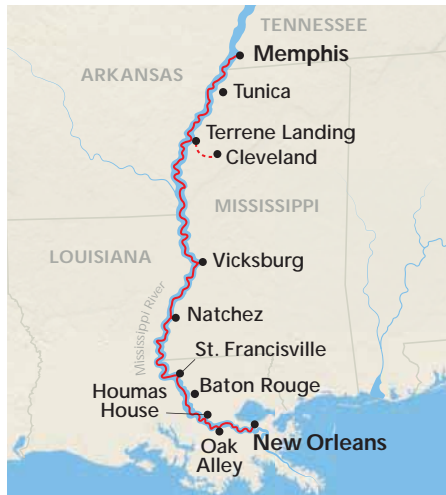 TENNESSEE
Memphis
ARKANSAS
Tunica
Terrene Landing
Cleveland
MISSISSIPPI
LOUISIANA
Vicksburg
Mississippi River
Natchez
St. Francisville
Houmas
House
Baton Rouge
Oak
Alley
New Orleans